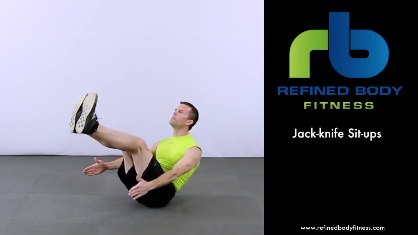 rb
REFINED BODY
FITNESS
Jack-knife Sit-ups
www.refinedbodyfitness.com